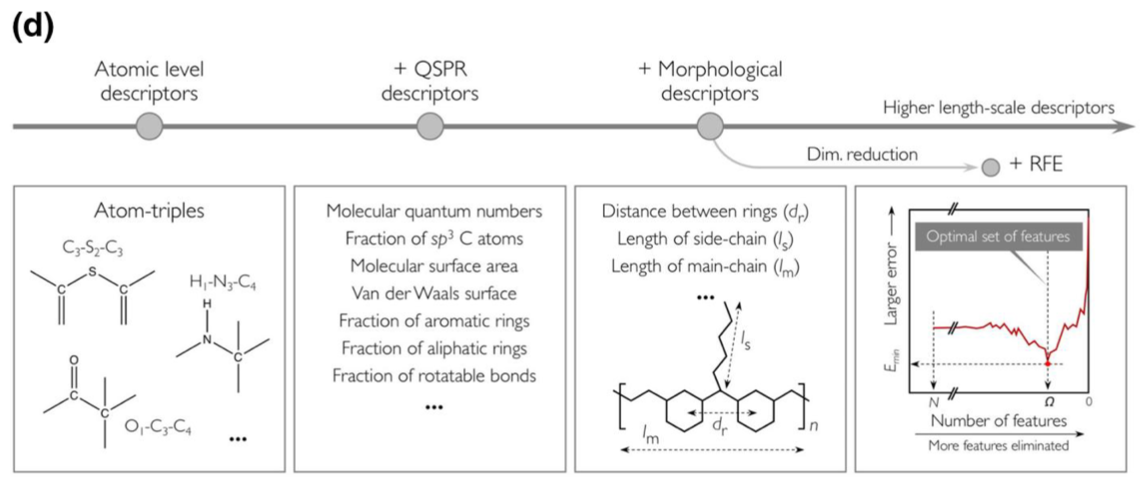 (d)
Atomic level
descriptors
+ QSPR
descriptors
+ Morphological
descriptors
Higher length-scale descriptors
Dim. reduction
+ RFE
Atom-triples
C₃-S₂-C₃
S
C
C
H₁-N₃-C₄
H
N
C
O
C
C
O₁-C₃-C₄
...
Molecular quantum numbers
Fraction of sp³ C atoms
Molecular surface area
Van der Waals surface
Fraction of aromatic rings
Fraction of aliphatic rings
Fraction of rotatable bonds
...
Distance between rings (dᵣ)
Length of side-chain (lₛ)
Length of main-chain (lₘ)
...
lₛ
dᵣ
n
lₘ
Larger error
Eₘᵢₙ
Optimal set of features
N
Ω
0
Number of features
More features eliminated